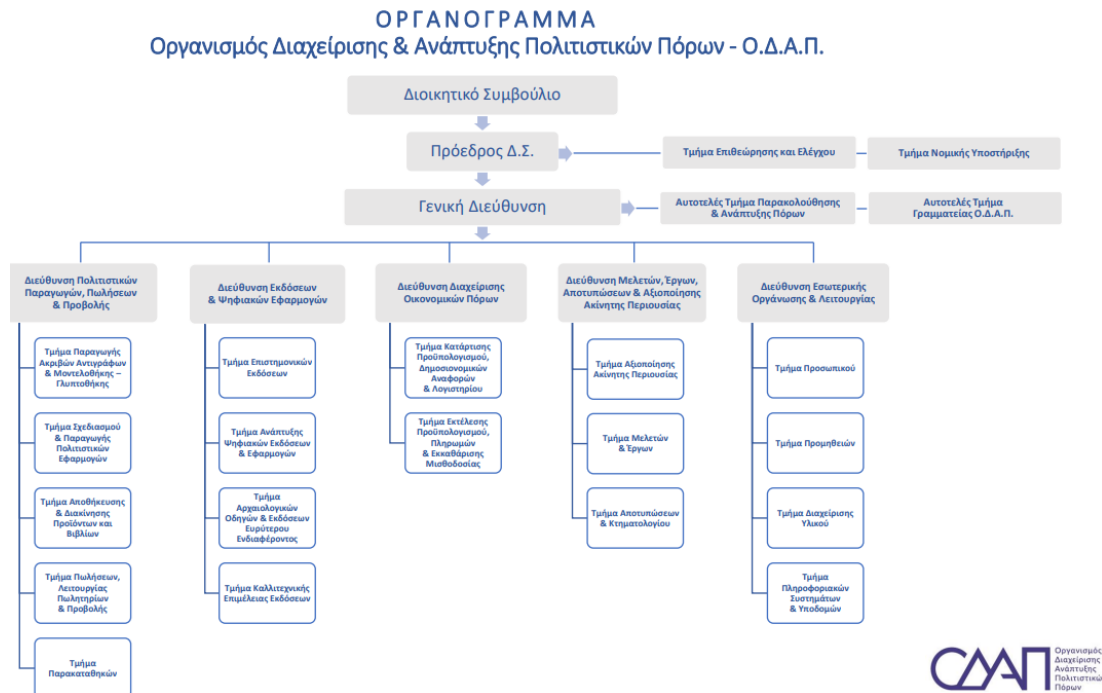 ΟΡΓΑΝΟΓΡΑΜΜΑ
Οργανισμός Διαχείρισης & Ανάπτυξης Πολιτιστικών Πόρων - Ο.Δ.Α.Π.
Διοικητικό Συμβούλιο
Πρόεδρος Δ.Σ.
Τμήμα Επιθεώρησης και Ελέγχου
Τμήμα Νομικής Υποστήριξης
Γενική Διεύθυνση
Αυτοτελές Τμήμα Παρακολούθησης
& Ανάπτυξης Πόρων
Αυτοτελές Τμήμα
Γραμματείας Ο.Δ.Α.Π.
Διεύθυνση Πολιτιστικών
Παραγωγών, Πωλήσεων
& Προβολής
Τμήμα Παραγωγής
Ακριβών Αντιγράφων
& Μοντελοθήκης –
Γλυπτοθήκης
Τμήμα Σχεδιασμού
& Παραγωγής
Πολιτιστικών
Εφαρμογών
Τμήμα Αποθήκευσης
& Διακίνησης
Προϊόντων και
Βιβλίων
Τμήμα Πωλήσεων,
Λειτουργίας
Πωλητηρίων
& Προβολής
Τμήμα
Παρακαταθηκών
Διεύθυνση Εκδόσεων
& Ψηφιακών Εφαρμογών
Τμήμα Επιστημονικών
Εκδόσεων
Τμήμα Ανάπτυξης
Ψηφιακών Εκδόσεων
& Εφαρμογών
Τμήμα
Αρχαιολογικών
Οδηγών & Εκδόσεων
Ευρύτερου
Ενδιαφέροντος
Τμήμα Καλλιτεχνικής
Επιμέλειας Εκδόσεων
Διεύθυνση Διαχείρισης
Οικονομικών Πόρων
Τμήμα Κατάρτισης
Προϋπολογισμού,
Δημοσιονομικών
Αναφορών
& Λογιστηρίου
Τμήμα Εκτέλεσης
Προϋπολογισμού,
Πληρωμών
& Εκκαθάρισης
Μισθοδοσίας
Διεύθυνση Μελετών, Έργων,
Αποτυπώσεων & Αξιοποίησης
Ακίνητης Περιουσίας
Τμήμα Αξιοποίησης
Ακίνητης Περιουσίας
Τμήμα Μελετών
& Έργων
Τμήμα Αποτυπώσεων
& Κτηματολογίου
Διεύθυνση Εσωτερικής
Οργάνωσης & Λειτουργίας
Τμήμα Προσωπικού
Τμήμα Προμηθειών
Τμήμα Διαχείρισης
Υλικού
Τμήμα
Πληροφοριακών
Συστημάτων
& Υποδομών
ΟΔΑΠ
Οργανισμός
Διαχείρισης
Ανάπτυξης
Πολιτιστικώ
Πόρων